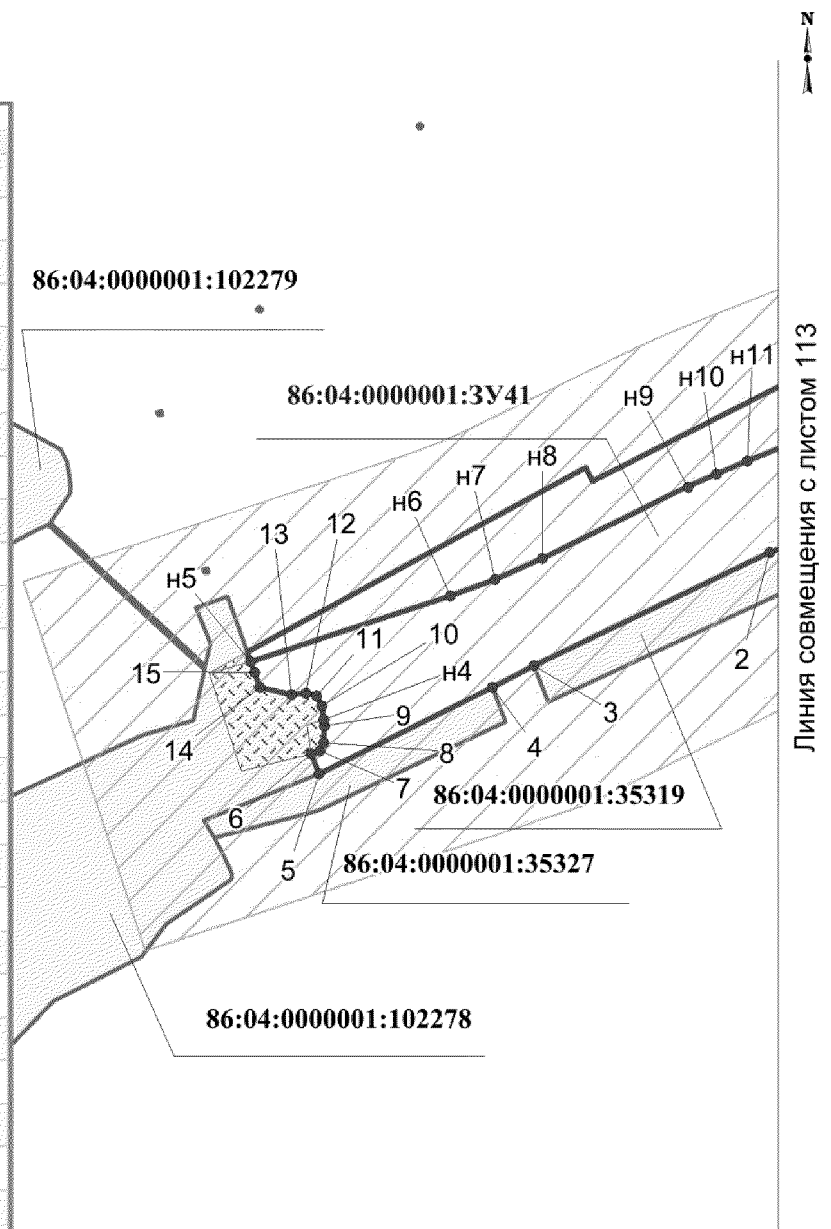 N
86:04:0000001:102279
86:04:0000001:ЗУ41
н11
н10
н9
н8
н7
н6
12
13
н5
11
10
н4
15
9
14
8
7
6
5
4
3
2
86:04:0000001:35319
86:04:0000001:35327
86:04:0000001:102278
Линия совмещения с листом 113